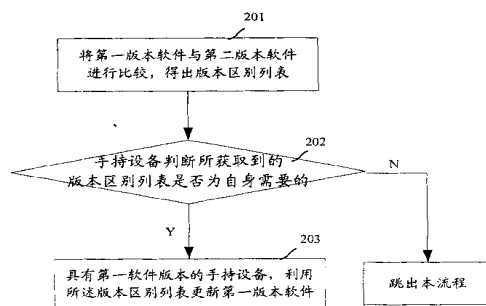 201
将第一版本软件与第二版本软件
进行比较，得出版本区别列表
202
手持设备判断所获取到的
版本区别列表是否为自身需要的
N
Y
203
具有第一软件版本的手持设备，利用
所述版本区别列表更新第一版本软件
跳出本流程